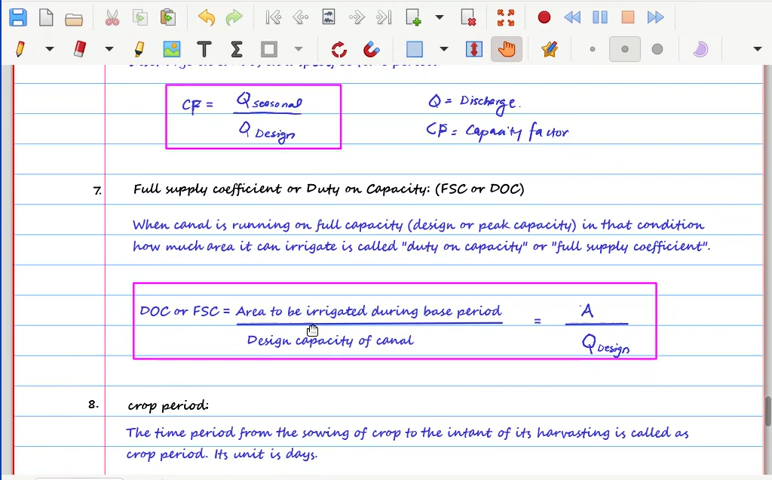 CF = Q seasonal / Q Design
Q = Discharge.
CF = Capacity factor
7. Full supply coefficient or Duty on Capacity: (FSC or DOC)
When canal is running on full capacity (design or peak capacity) in that condition
how much area it can irrigate is called "duty on capacity" or "full supply coefficient".
DOC or FSC = Area to be irrigated during base period / Design capacity of canal = A / Q Design
8. crop period:
The time period from the sowing of crop to the intant of its harvasting is called as
crop period. Its unit is days.